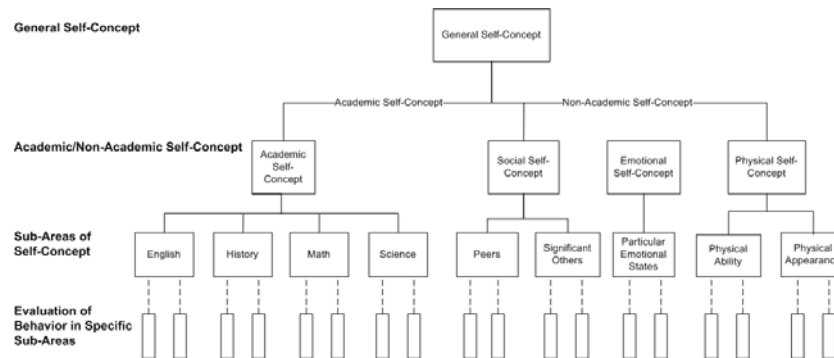 General Self-Concept
General Self-Concept
Academic Self-Concept
Non-Academic Self-Concept
Academic/Non-Academic Self-Concept
Academic
Self-
Concept
Social Self-
Concept
Emotional
Self-Concept
Physical Self-
Concept
Sub-Areas of
Self-Concept
English
History
Math
Science
Peers
Significant
Others
Particular
Emotional
States
Physical
Ability
Physical
Appearanc
Evaluation of
Behavior in Specific
Sub-Areas